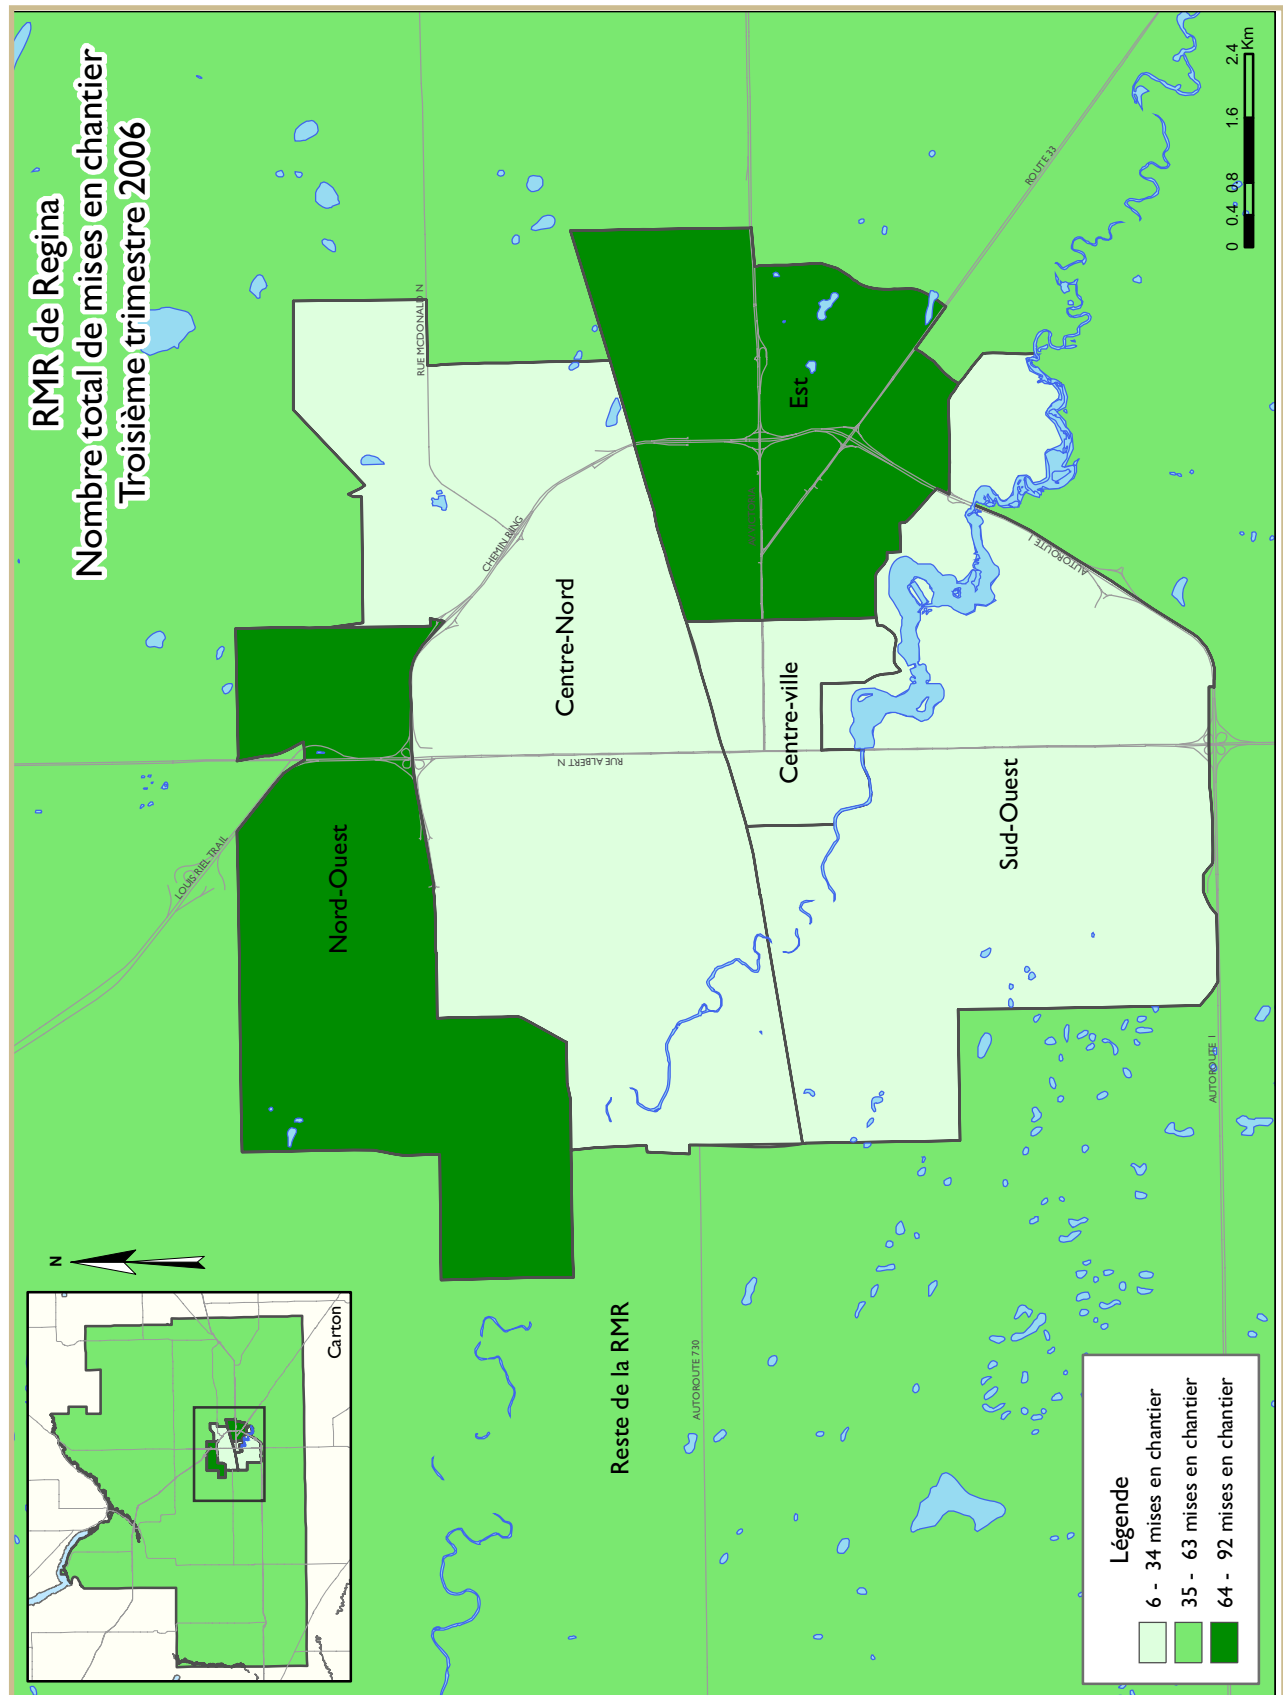 RMR de Regina
Nombre total de mises en chantier
Troisième trimestre 2006
N
Carton
LOUIS RIEL TRAIL
RUE MCDONALD N
Nord-Ouest
CHEMIN RING
Centre-Nord
RUE ALBERT N
Reste de la RMR
AUTOROUTE 730
Centre-ville
Est
Sud-Ouest
ROUTE 33
AUTOROUTE 1
AUTOROUTE 1
Légende
6 - 34 mises en chantier
35 - 63 mises en chantier
64 - 92 mises en chantier
0 0.4 0.8 1.6 2.4
Km